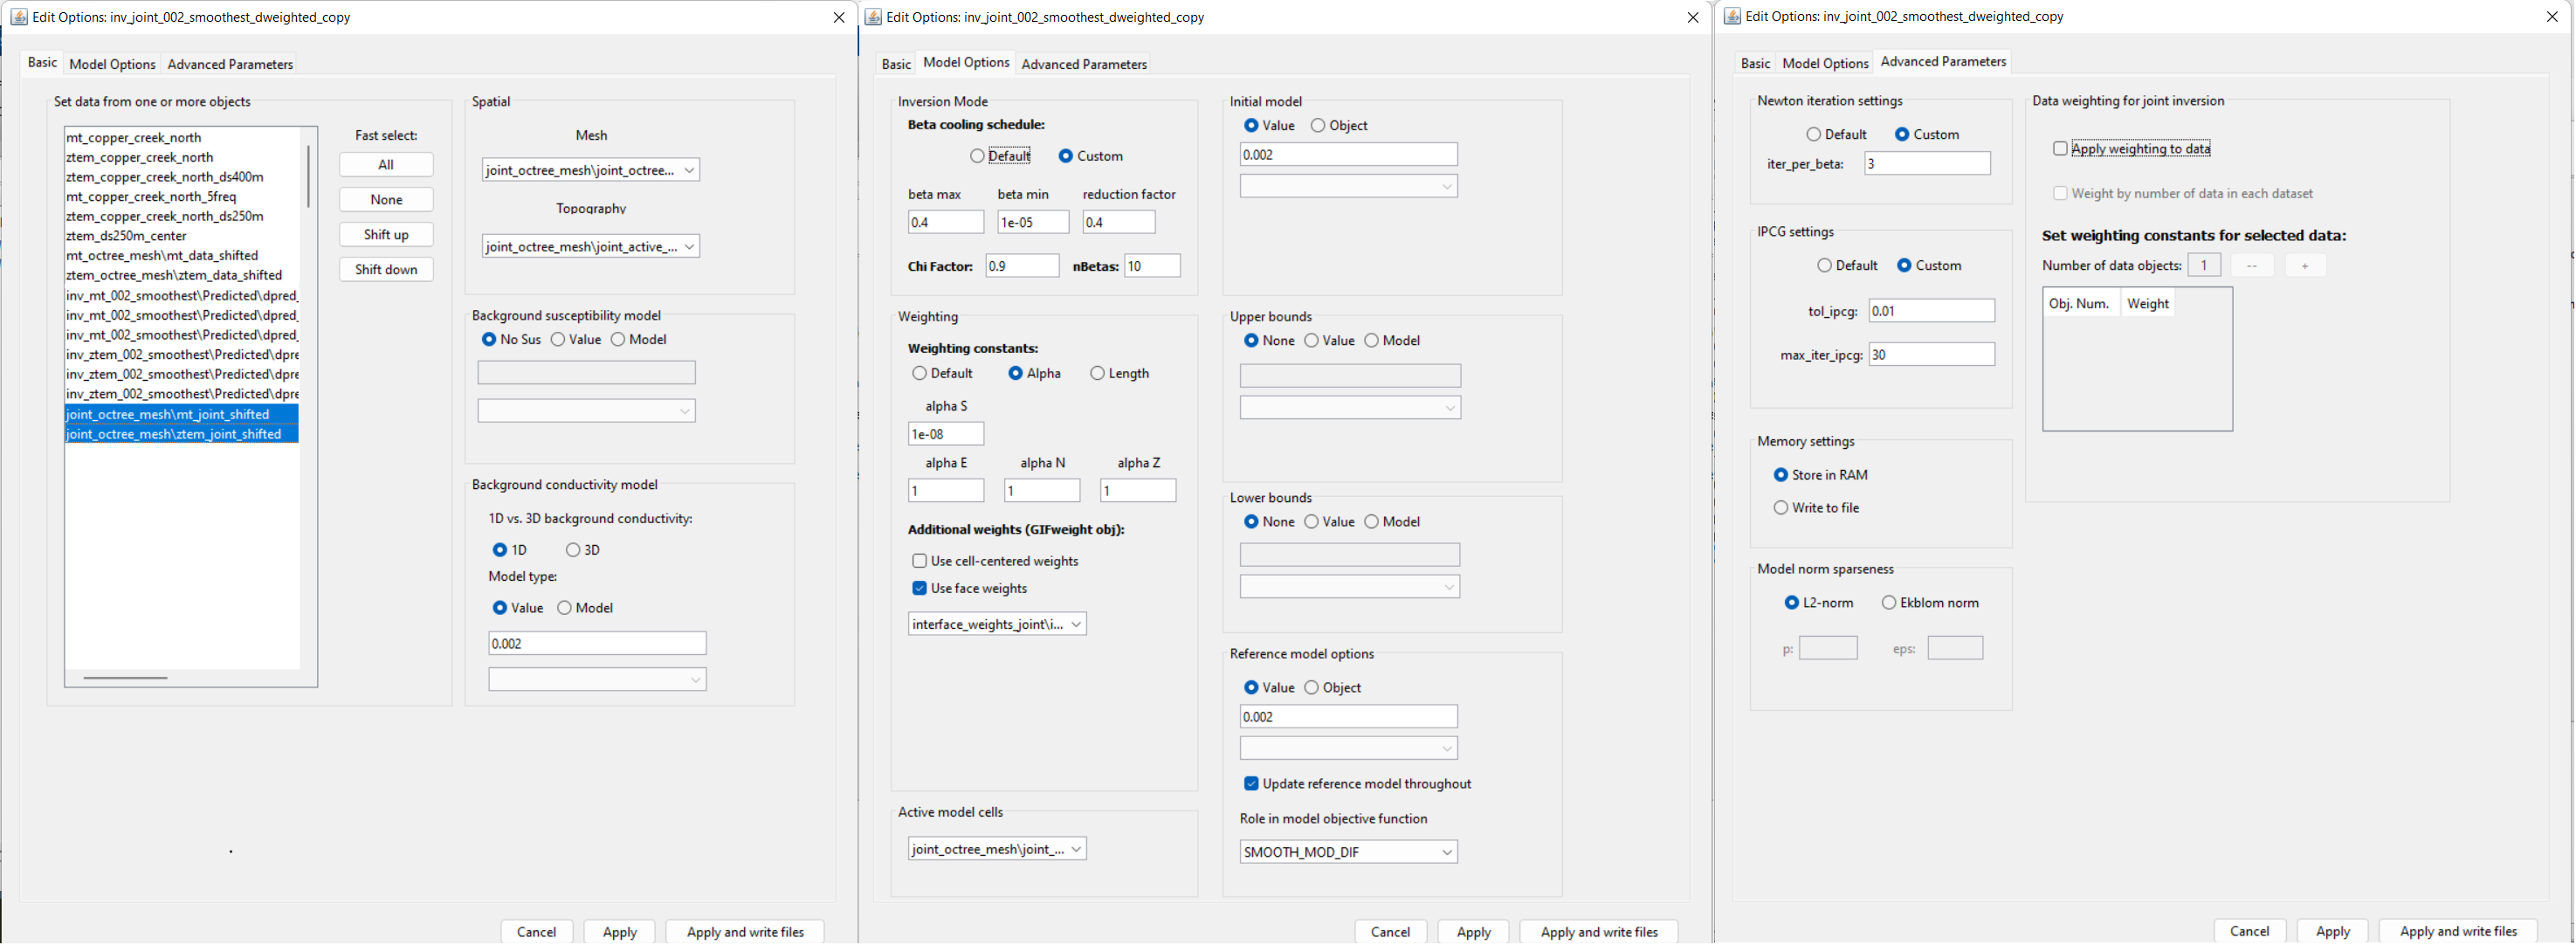 Edit Options: inv_joint_002_smoothest_dweighted_copy
Basic
Model Options
Advanced Parameters
Set data from one or more objects
mt_copper_creek_north
ztem_copper_creek_north
ztem_copper_creek_north_ds400m
mt_copper_creek_north_5freq
ztem_copper_creek_north_ds250m
ztem_ds250m_center
mt_octree_mesh\mt_data_shifted
ztem_octree_mesh\ztem_data_shifted
inv_mt_002_smoothest\Predicted\dpred_
inv_mt_002_smoothest\Predicted\dpred_
inv_mt_002_smoothest\Predicted\dpred_
inv_ztem_002_smoothest\Predicted\dpre
inv_ztem_002_smoothest\Predicted\dpre
inv_ztem_002_smoothest\Predicted\dpre
joint_octree_mesh\mt_joint_shifted
joint_octree_mesh\ztem_joint_shifted
Fast select:
All
None
Shift up
Shift down
Spatial
Mesh
joint_octree_mesh\joint_octree...
Topography
joint_octree_mesh\joint_active_...
Background susceptibility model
No Sus Value Model
Background conductivity model
1D vs. 3D background conductivity:
1D 3D
Model type:
Value Model
0.002
Cancel Apply Apply and write files
Edit Options: inv_joint_002_smoothest_dweighted_copy
Basic
Model Options
Advanced Parameters
Inversion Mode
Beta cooling schedule:
Default Custom
beta max beta min reduction factor
0.4 1e-05 0.4
Chi Factor: 0.9 nBetas: 10
Weighting
Weighting constants:
Default Alpha Length
alpha S
1e-08
alpha E alpha N alpha Z
1 1 1
Additional weights (GIFweight obj):
Use cell-centered weights
Use face weights
interface_weights_joint\i...
Active model cells
joint_octree_mesh\joint_...
Initial model
Value Object
0.002
Upper bounds
None Value Model
Lower bounds
None Value Model
Reference model options
Value Object
0.002
Update reference model throughout
Role in model objective function
SMOOTH_MOD_DIF
Cancel Apply Apply and write files
Edit Options: inv_joint_002_smoothest_dweighted_copy
Basic
Model Options
Advanced Parameters
Newton iteration settings
Default Custom
iter_per_beta: 3
IPCG settings
Default Custom
tol_ipcg: 0.01
max_iter_ipcg: 30
Memory settings
Store in RAM
Write to file
Model norm sparseness
L2-norm Ekblom norm
p: eps:
Data weighting for joint inversion
Apply weighting to data
Weight by number of data in each dataset
Set weighting constants for selected data:
Number of data objects: 1 -- +
Obj. Num. Weight
Cancel Apply Apply and write files